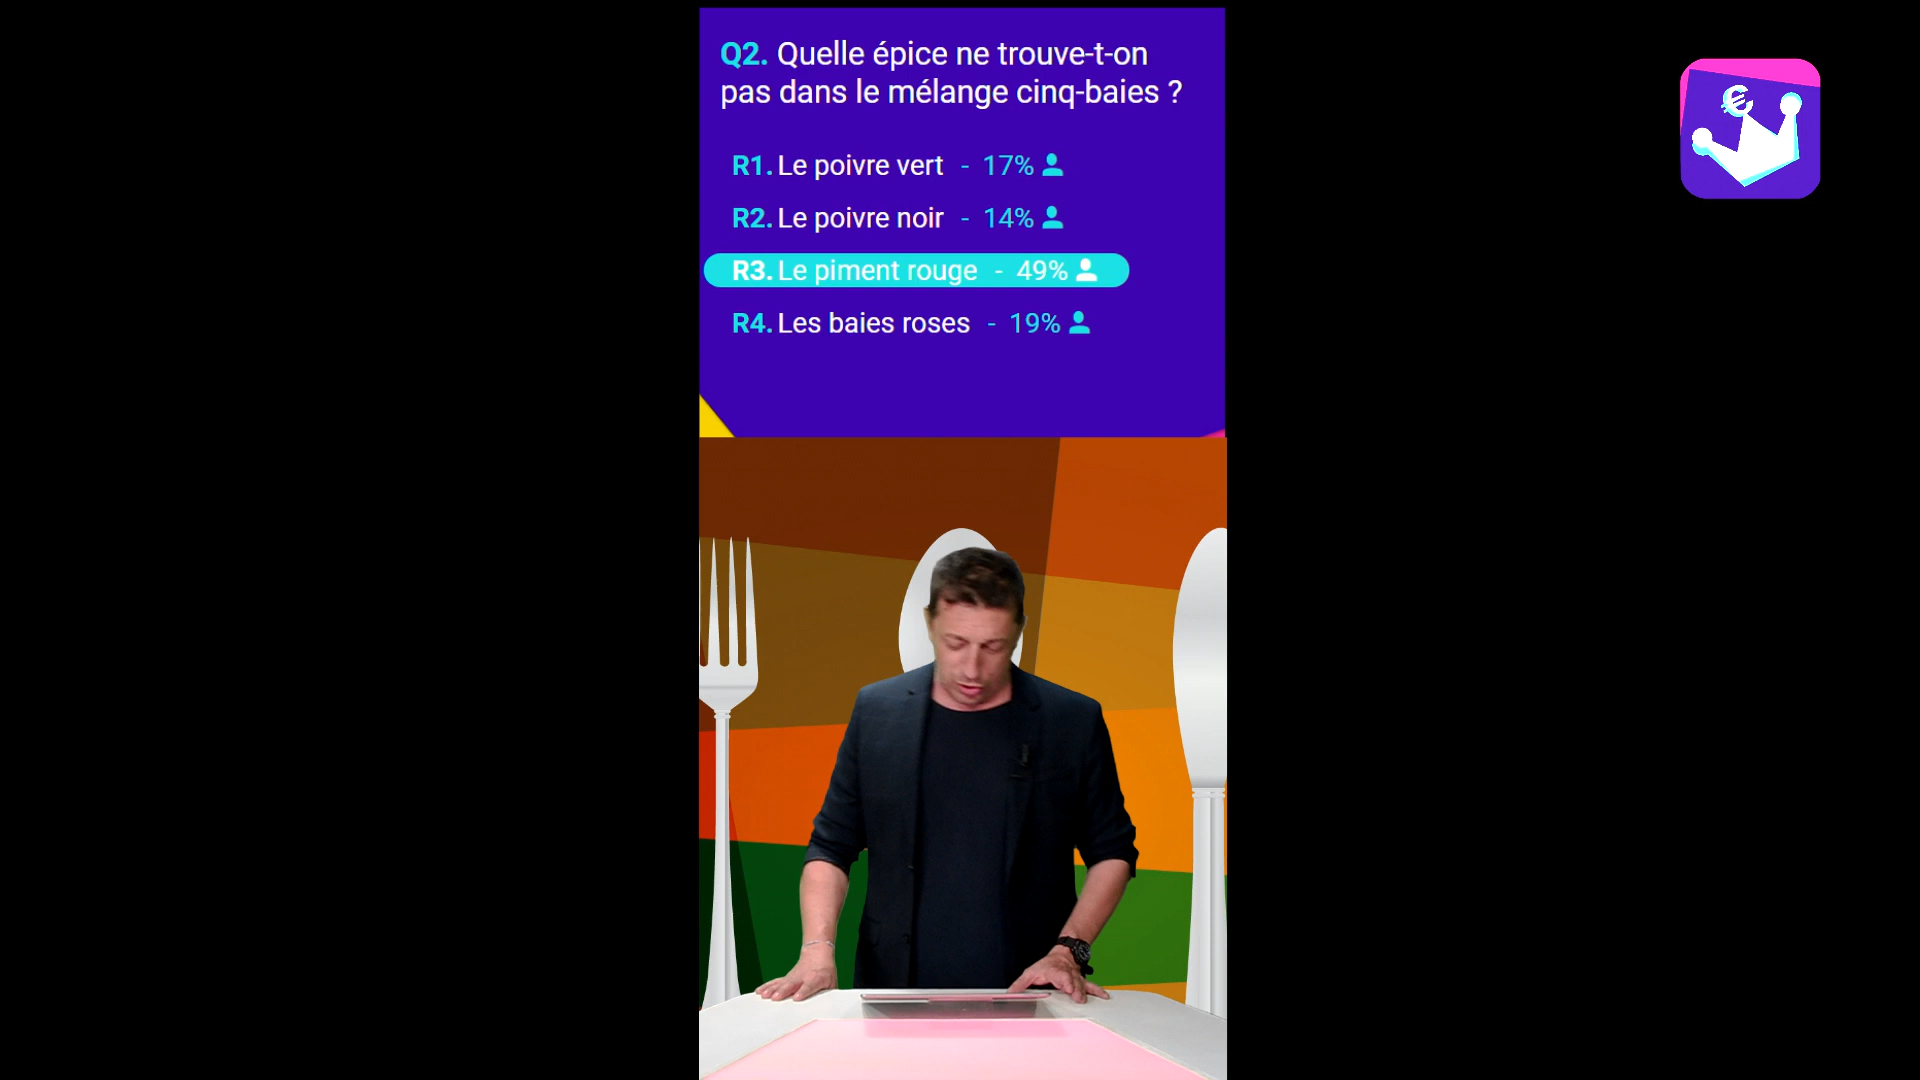 Q2. Quelle épice ne trouve-t-on
pas dans le mélange cinq-baies ?
R1. Le poivre vert - 17%
R2. Le poivre noir - 14%
R3. Le piment rouge - 49%
R4. Les baies roses - 19%
€